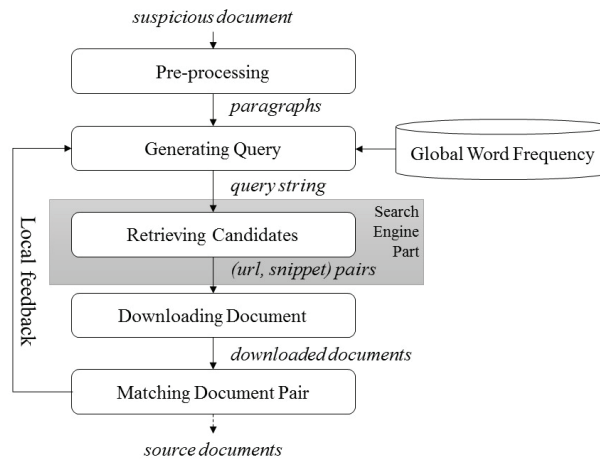 suspicious document
Pre-processing
paragraphs
Generating Query
Global Word Frequency
query string
Search
Engine
Part
Retrieving Candidates
(url, snippet) pairs
Local feedback
Downloading Document
downloaded documents
Matching Document Pair
source documents